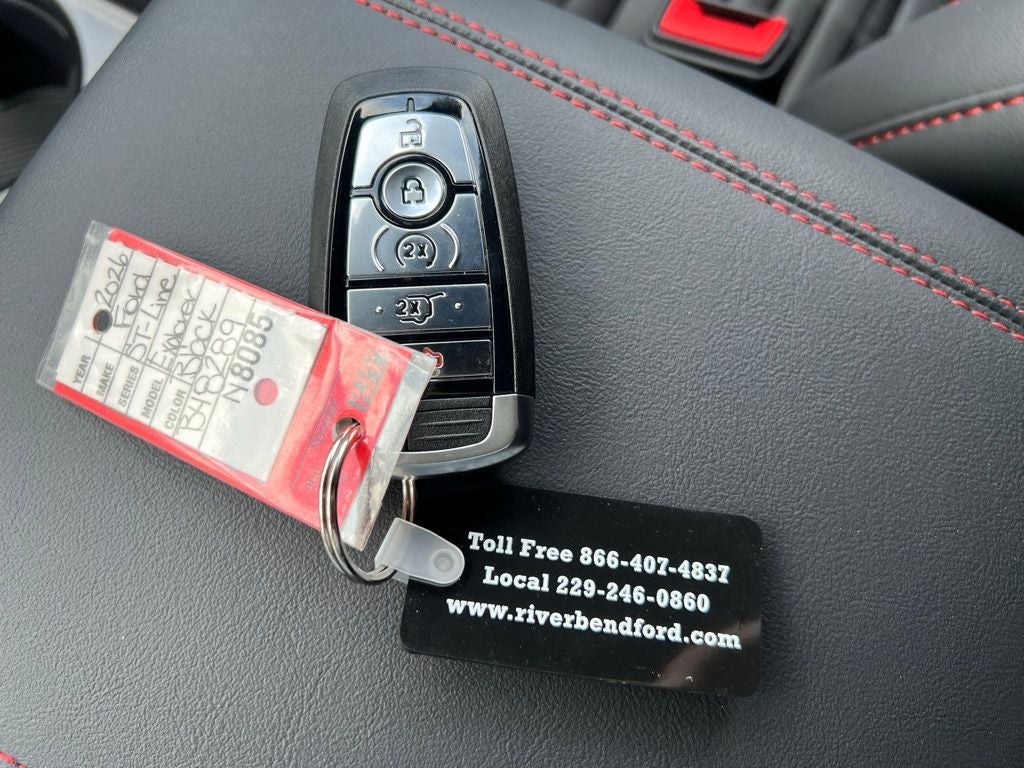 2X
2X
YEAR 2026
MAKE Ford
SERIES ST-Line
MODEL Explorer
COLOR Black
B48289
N8085
Toll Free 866-407-4837
Local 229-246-0860
www.riverbendford.com